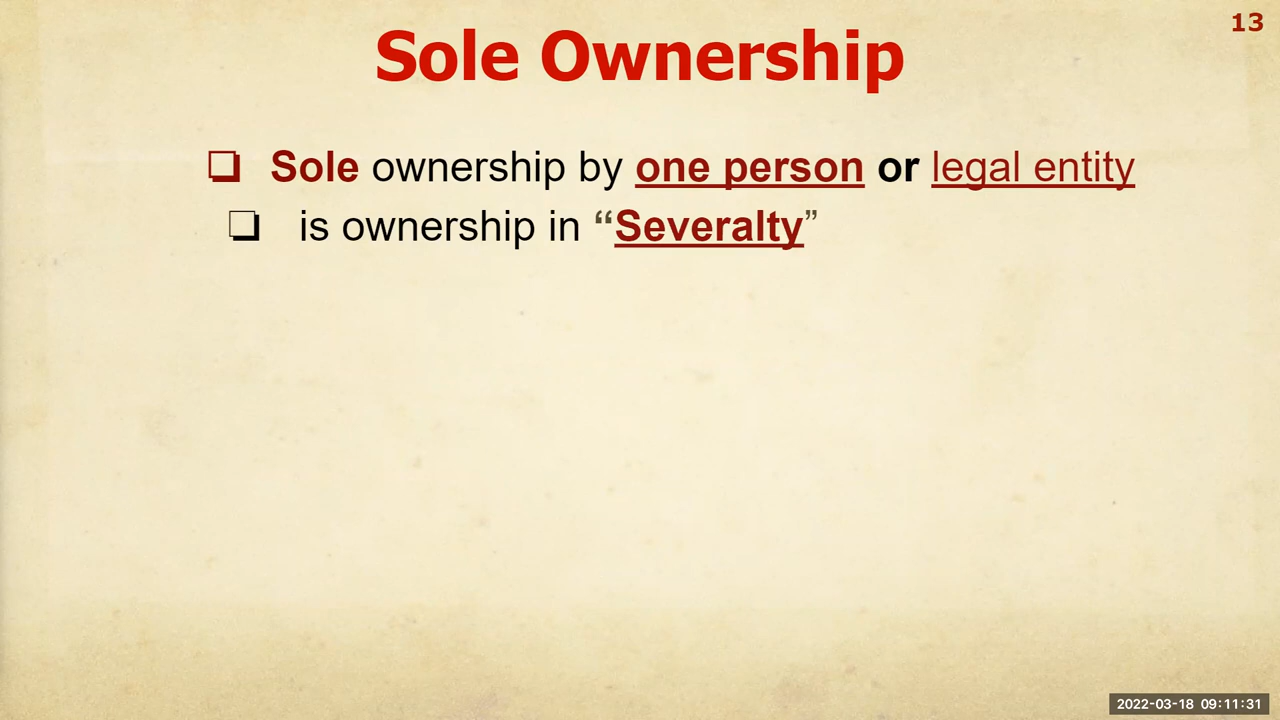 13
Sole Ownership
❏ Sole ownership by one person or legal entity
❏ is ownership in “Severalty”
2022-03-18 09:11:31